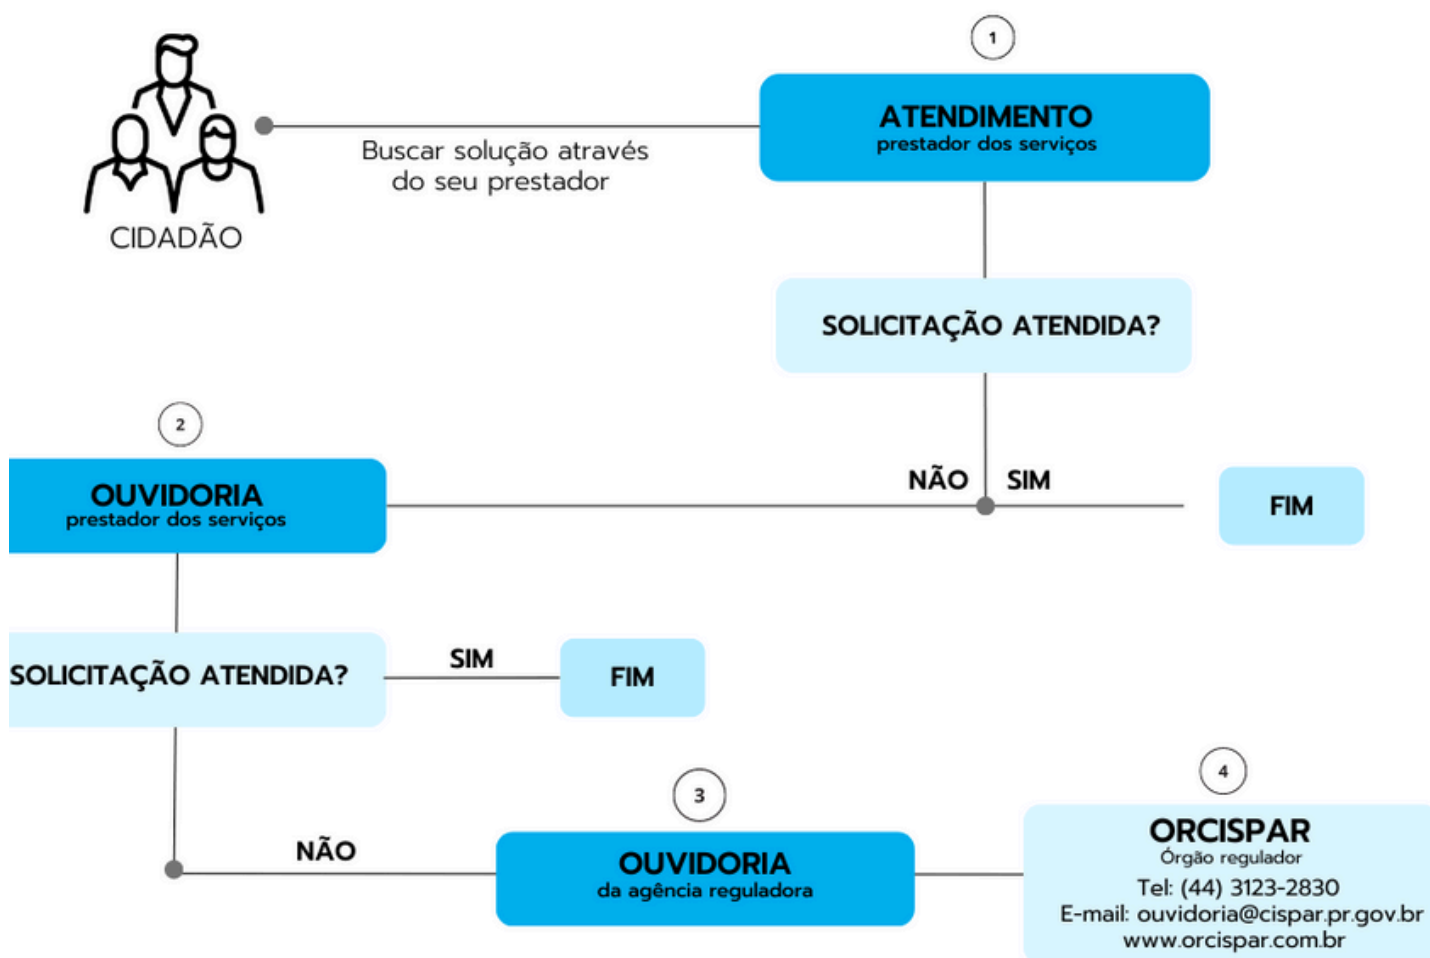 1
ATENDIMENTO
prestador dos serviços
Buscar solução através
do seu prestador
CIDADÃO
SOLICITAÇÃO ATENDIDA?
NÃO
SIM
FIM
2
OUVIDORIA
prestador dos serviços
SOLICITAÇÃO ATENDIDA?
SIM
FIM
NÃO
3
OUVIDORIA
da agência reguladora
4
ORCISPAR
Órgão regulador
Tel: (44) 3123-2830
E-mail: ouvidoria@cispar.pr.gov.br
www.orcispar.com.br